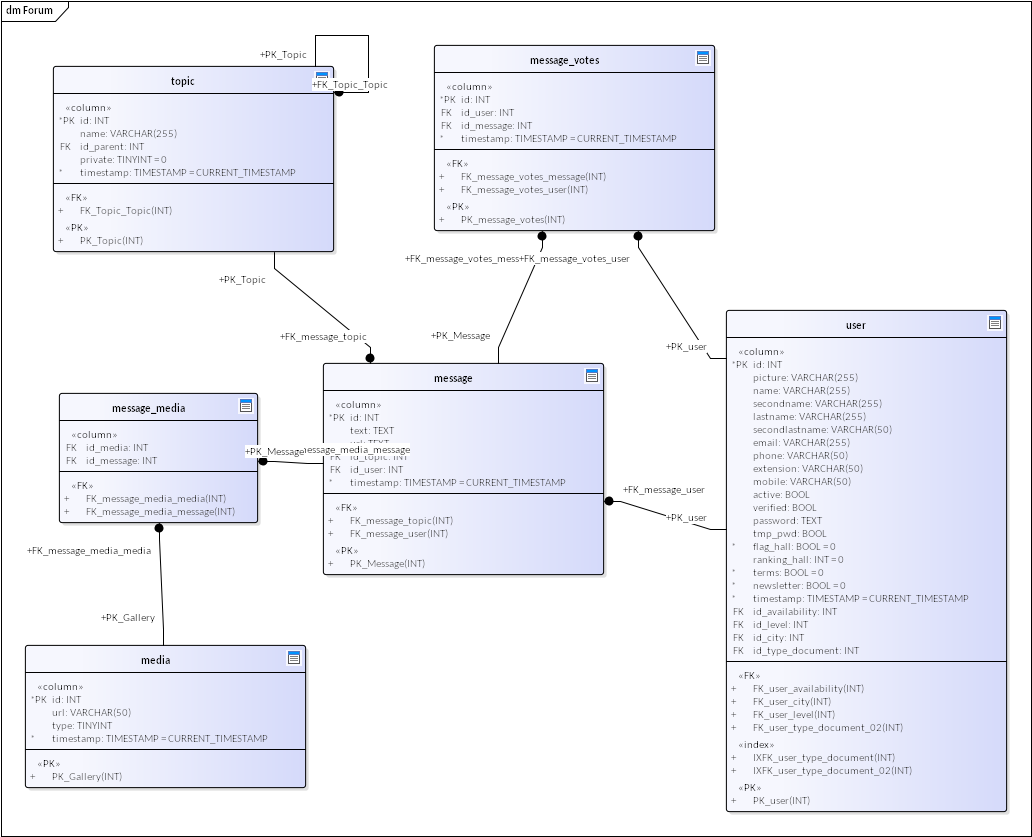 dm Forum
+PK_Topic
+FK_Topic_Topic
topic
«column»
*PK id: INT
name: VARCHAR(255)
FK id_parent: INT
private: TINYINT = 0
* timestamp: TIMESTAMP = CURRENT_TIMESTAMP
«FK»
+ FK_Topic_Topic(INT)
«PK»
+ PK_Topic(INT)
message_votes
«column»
*PK id: INT
FK id_user: INT
FK id_message: INT
* timestamp: TIMESTAMP = CURRENT_TIMESTAMP
«FK»
+ FK_message_votes_message(INT)
+ FK_message_votes_user(INT)
«PK»
+ PK_message_votes(INT)
+FK_message_votes_mess+FK_message_votes_user
+PK_Topic
+FK_message_topic
+PK_Message
+PK_user
message
«column»
*PK id: INT
text: TEXT
FK id_topic: INT
FK id_user: INT
* timestamp: TIMESTAMP = CURRENT_TIMESTAMP
«FK»
+ FK_message_topic(INT)
+ FK_message_user(INT)
«PK»
+ PK_Message(INT)
message_media
«column»
FK id_media: INT
FK id_message: INT
«FK»
+ FK_message_media_media(INT)
+ FK_message_media_message(INT)
+PK_Message
essage_media_message
+FK_message_user
+PK_user
+FK_message_media_media
+PK_Gallery
media
«column»
*PK id: INT
url: VARCHAR(50)
type: TINYINT
* timestamp: TIMESTAMP = CURRENT_TIMESTAMP
«PK»
+ PK_Gallery(INT)
user
«column»
*PK id: INT
picture: VARCHAR(255)
name: VARCHAR(255)
secondname: VARCHAR(255)
lastname: VARCHAR(255)
secondlastname: VARCHAR(50)
email: VARCHAR(255)
phone: VARCHAR(50)
extension: VARCHAR(50)
mobile: VARCHAR(50)
active: BOOL
verified: BOOL
password: TEXT
tmp_pwd: BOOL
* flag_hall: BOOL = 0
ranking_hall: INT = 0
* terms: BOOL = 0
* newsletter: BOOL = 0
* timestamp: TIMESTAMP = CURRENT_TIMESTAMP
FK id_availability: INT
FK id_level: INT
FK id_city: INT
FK id_type_document: INT
«FK»
+ FK_user_availability(INT)
+ FK_user_city(INT)
+ FK_user_level(INT)
+ FK_user_type_document_02(INT)
«index»
+ IXFK_user_type_document(INT)
+ IXFK_user_type_document_02(INT)
«PK»
+ PK_user(INT)